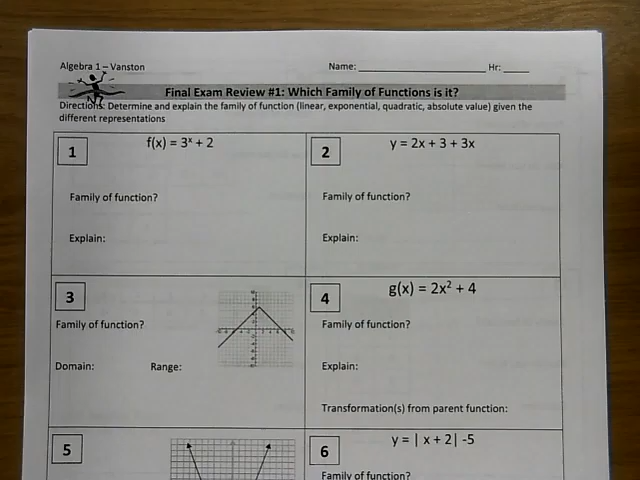 Algebra 1 – Vanston Name: ____________________ Hr: _____
Final Exam Review #1: Which Family of Functions is it?
Directions: Determine and explain the family of function (linear, exponential, quadratic, absolute value) given the
different representations
1 f(x) = 3ˣ + 2
Family of function?
Explain:
2 y = 2x + 3 + 3x
Family of function?
Explain:
3
Family of function?
Domain: Range:
4 g(x) = 2x² + 4
Family of function?
Explain:
Transformation(s) from parent function:
5
6 y = | x + 2| -5
Family of function?